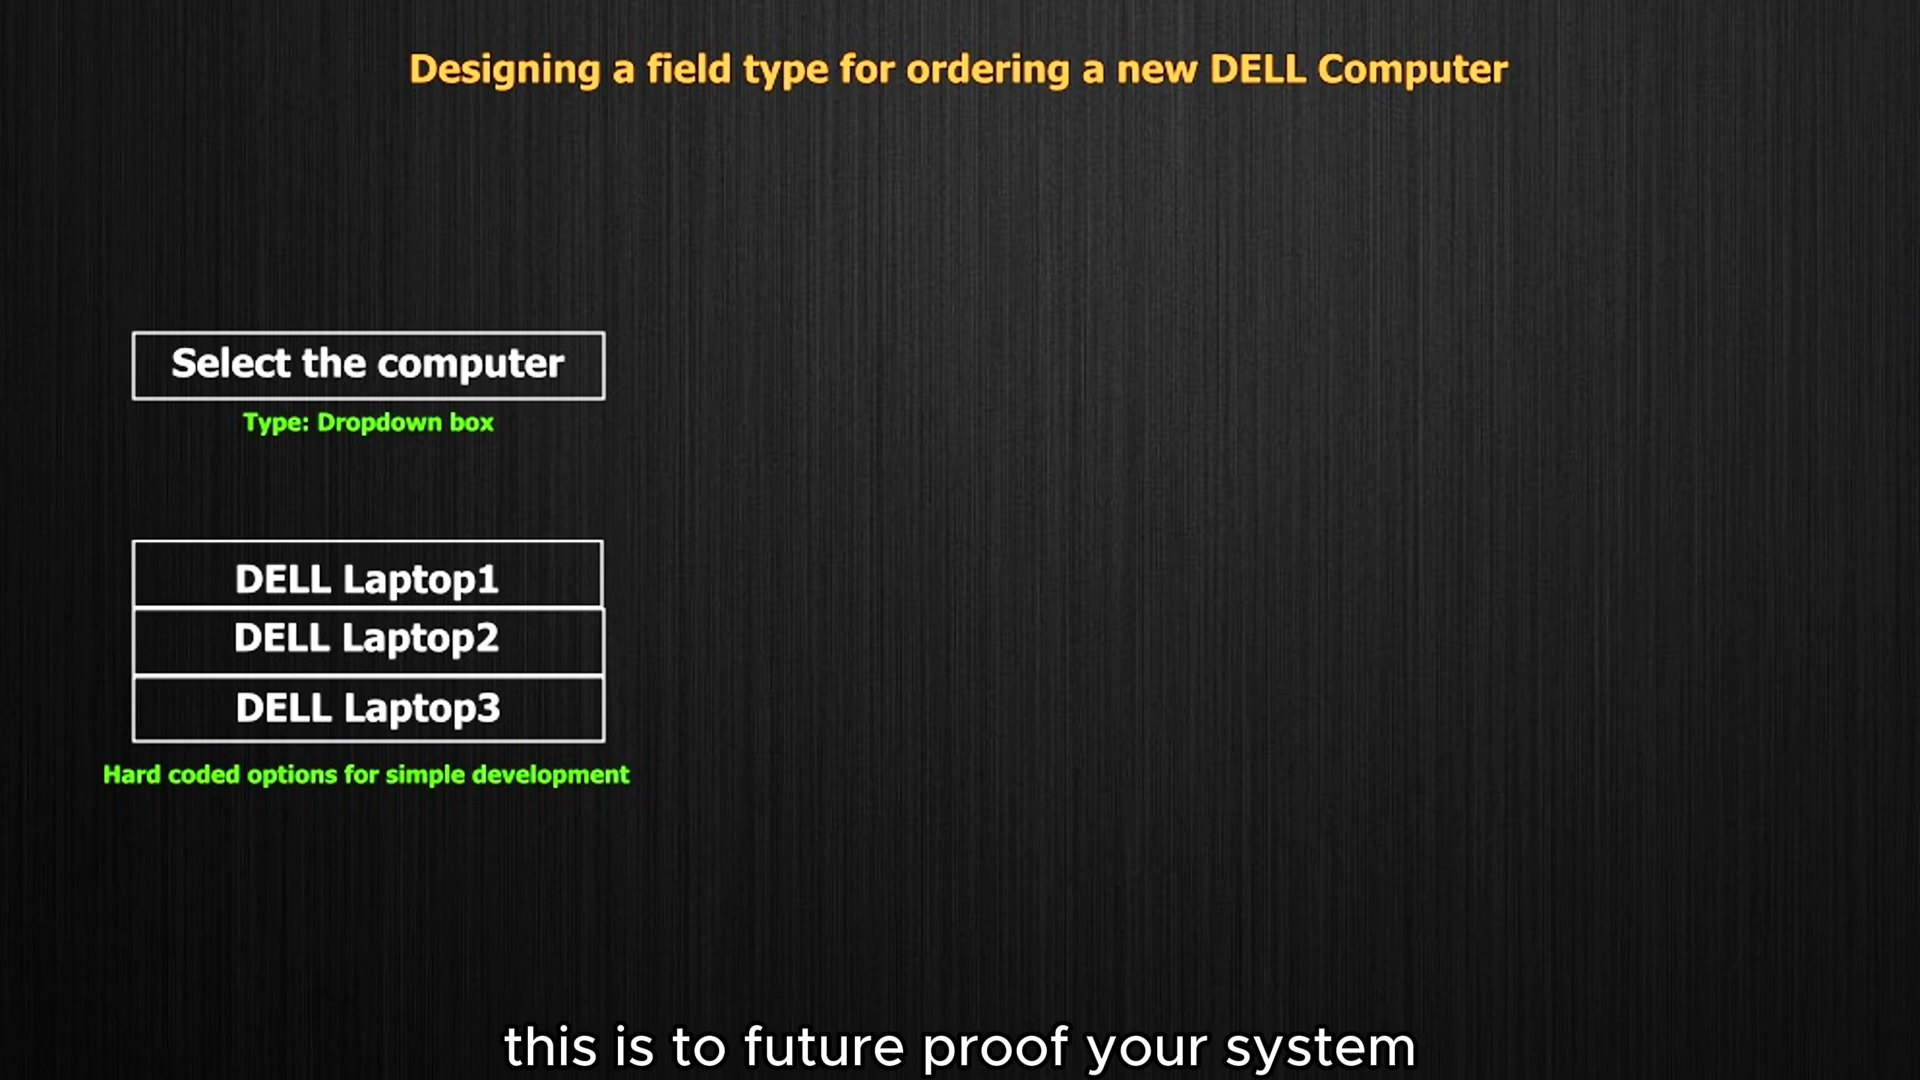 Designing a field type for ordering a new DELL Computer
Select the computer
Type: Dropdown box
DELL Laptop1
DELL Laptop2
DELL Laptop3
Hard coded options for simple development
this is to future proof your system